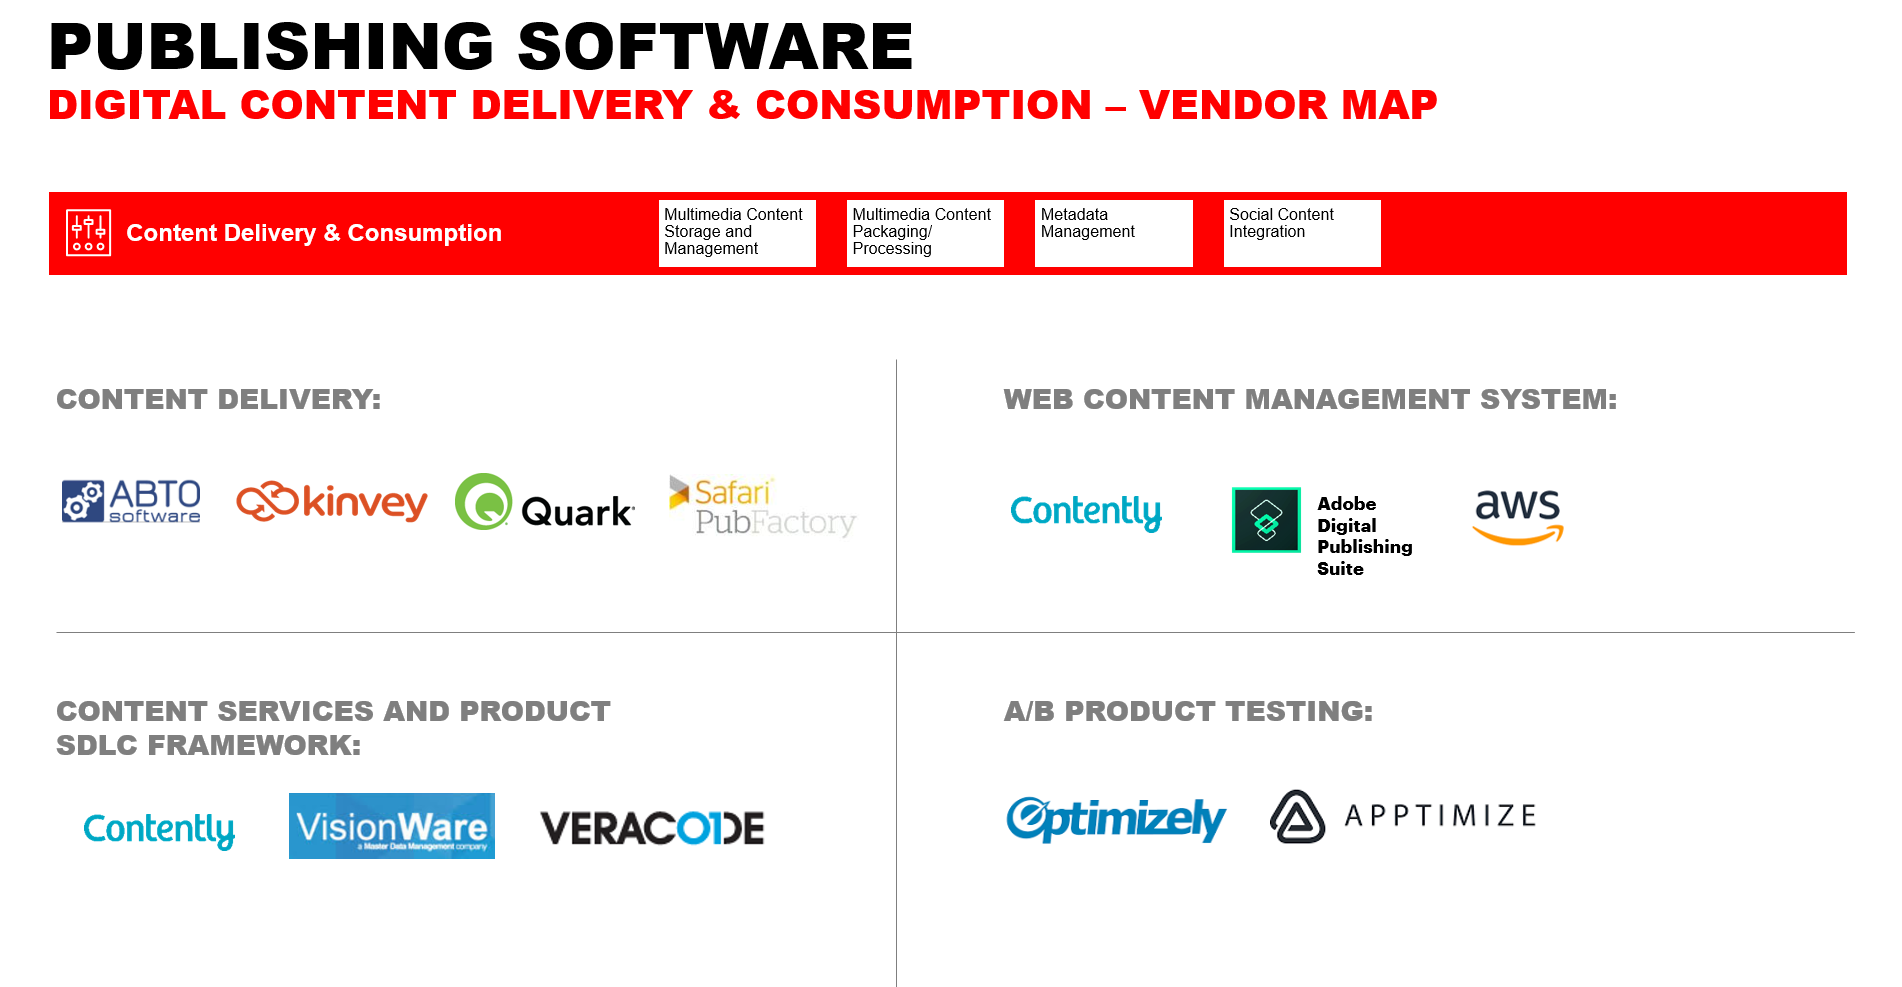 PUBLISHING SOFTWARE
DIGITAL CONTENT DELIVERY & CONSUMPTION – VENDOR MAP
Content Delivery & Consumption
Multimedia Content
Storage and
Management
Multimedia Content
Packaging/
Processing
Metadata
Management
Social Content
Integration
CONTENT DELIVERY:
ABTO
software
kinvey
Quark
Safari
PubFactory
WEB CONTENT MANAGEMENT SYSTEM:
Contently
Adobe
Digital
Publishing
Suite
aws
CONTENT SERVICES AND PRODUCT
SDLC FRAMEWORK:
Contently
VisionWare
a Master Data Management company
VERACODE
A/B PRODUCT TESTING:
Optimizely
APPTIMIZE